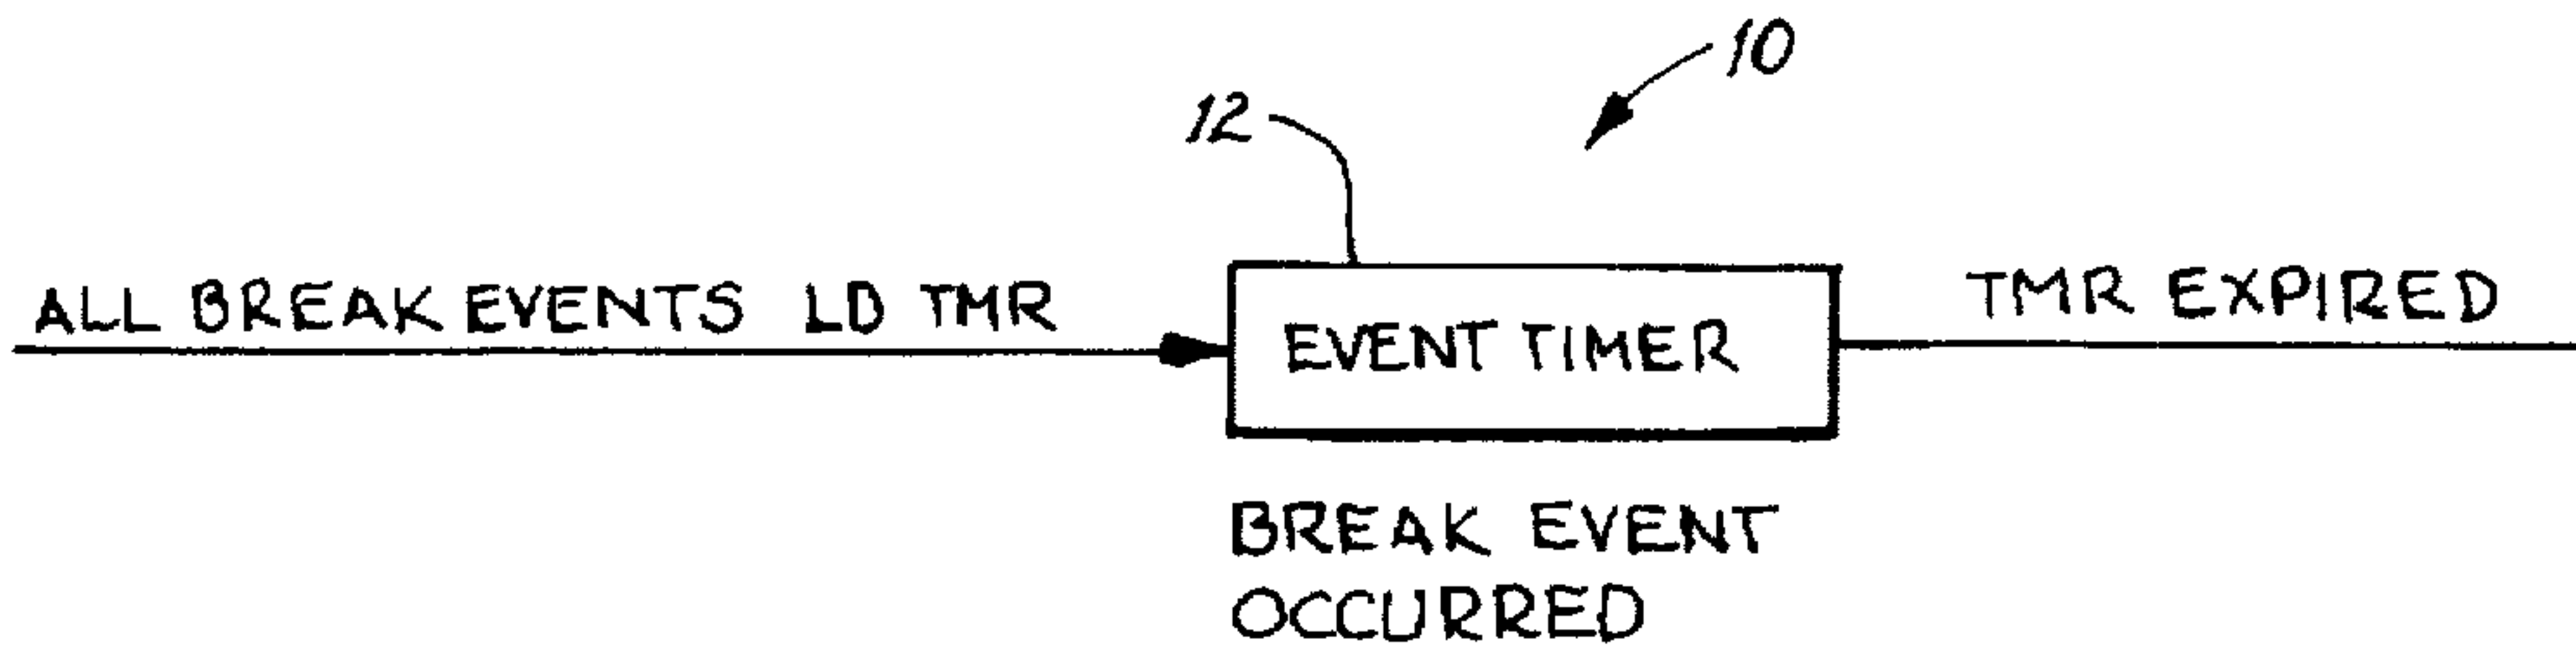 10
12
ALL BREAK EVENTS LD TMR
EVENT TIMER
TMR EXPIRED
BREAK EVENT
OCCURRED